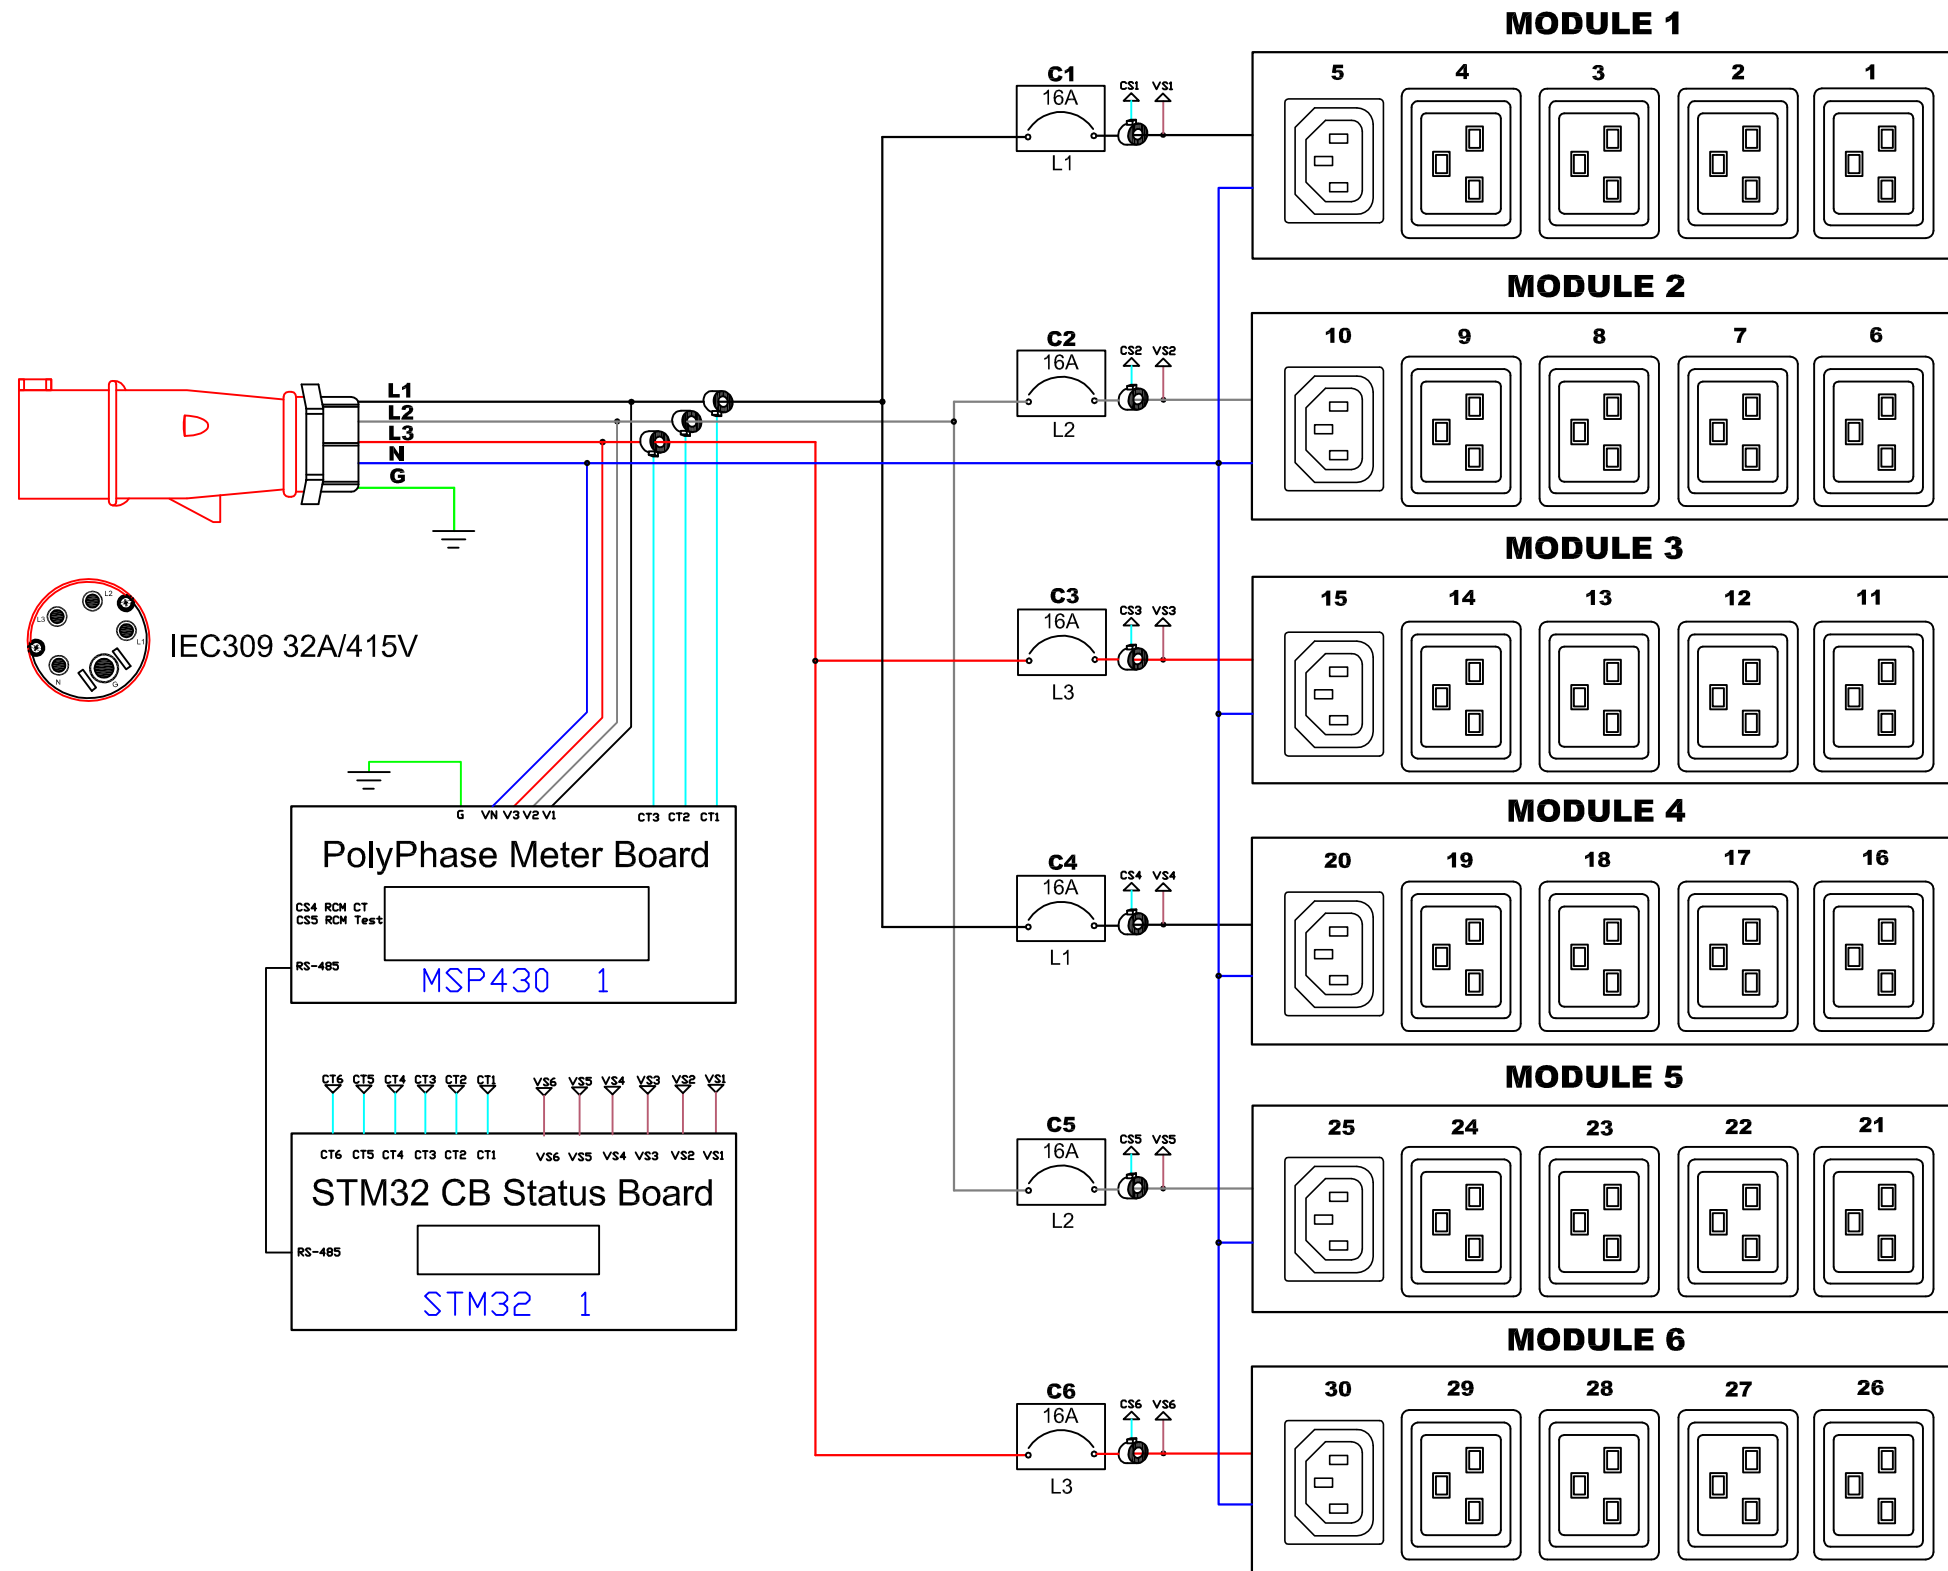 MODULE 1
5 4 3 2 1
C1
16A
L1
CS1 VS1
MODULE 2
10 9 8 7 6
C2
16A
L2
CS2 VS2
L1
L2
L3
N
G
MODULE 3
15 14 13 12 11
C3
16A
L3
CS3 VS3
L2
L3
L1
N
G
IEC309 32A/415V
MODULE 4
20 19 18 17 16
C4
16A
L1
CS4 VS4
G VN V3 V2 V1 CT3 CT2 CT1
PolyPhase Meter Board
CS4 RCM CT
CS5 RCM Test
RS-485
MSP430 1
MODULE 5
25 24 23 22 21
C5
16A
L2
CS5 VS5
CT6 CT5 CT4 CT3 CT2 CT1 VS6 VS5 VS4 VS3 VS2 VS1
CT6 CT5 CT4 CT3 CT2 CT1 VS6 VS5 VS4 VS3 VS2 VS1
STM32 CB Status Board
RS-485
STM32 1
MODULE 6
30 29 28 27 26
C6
16A
L3
CS6 VS6